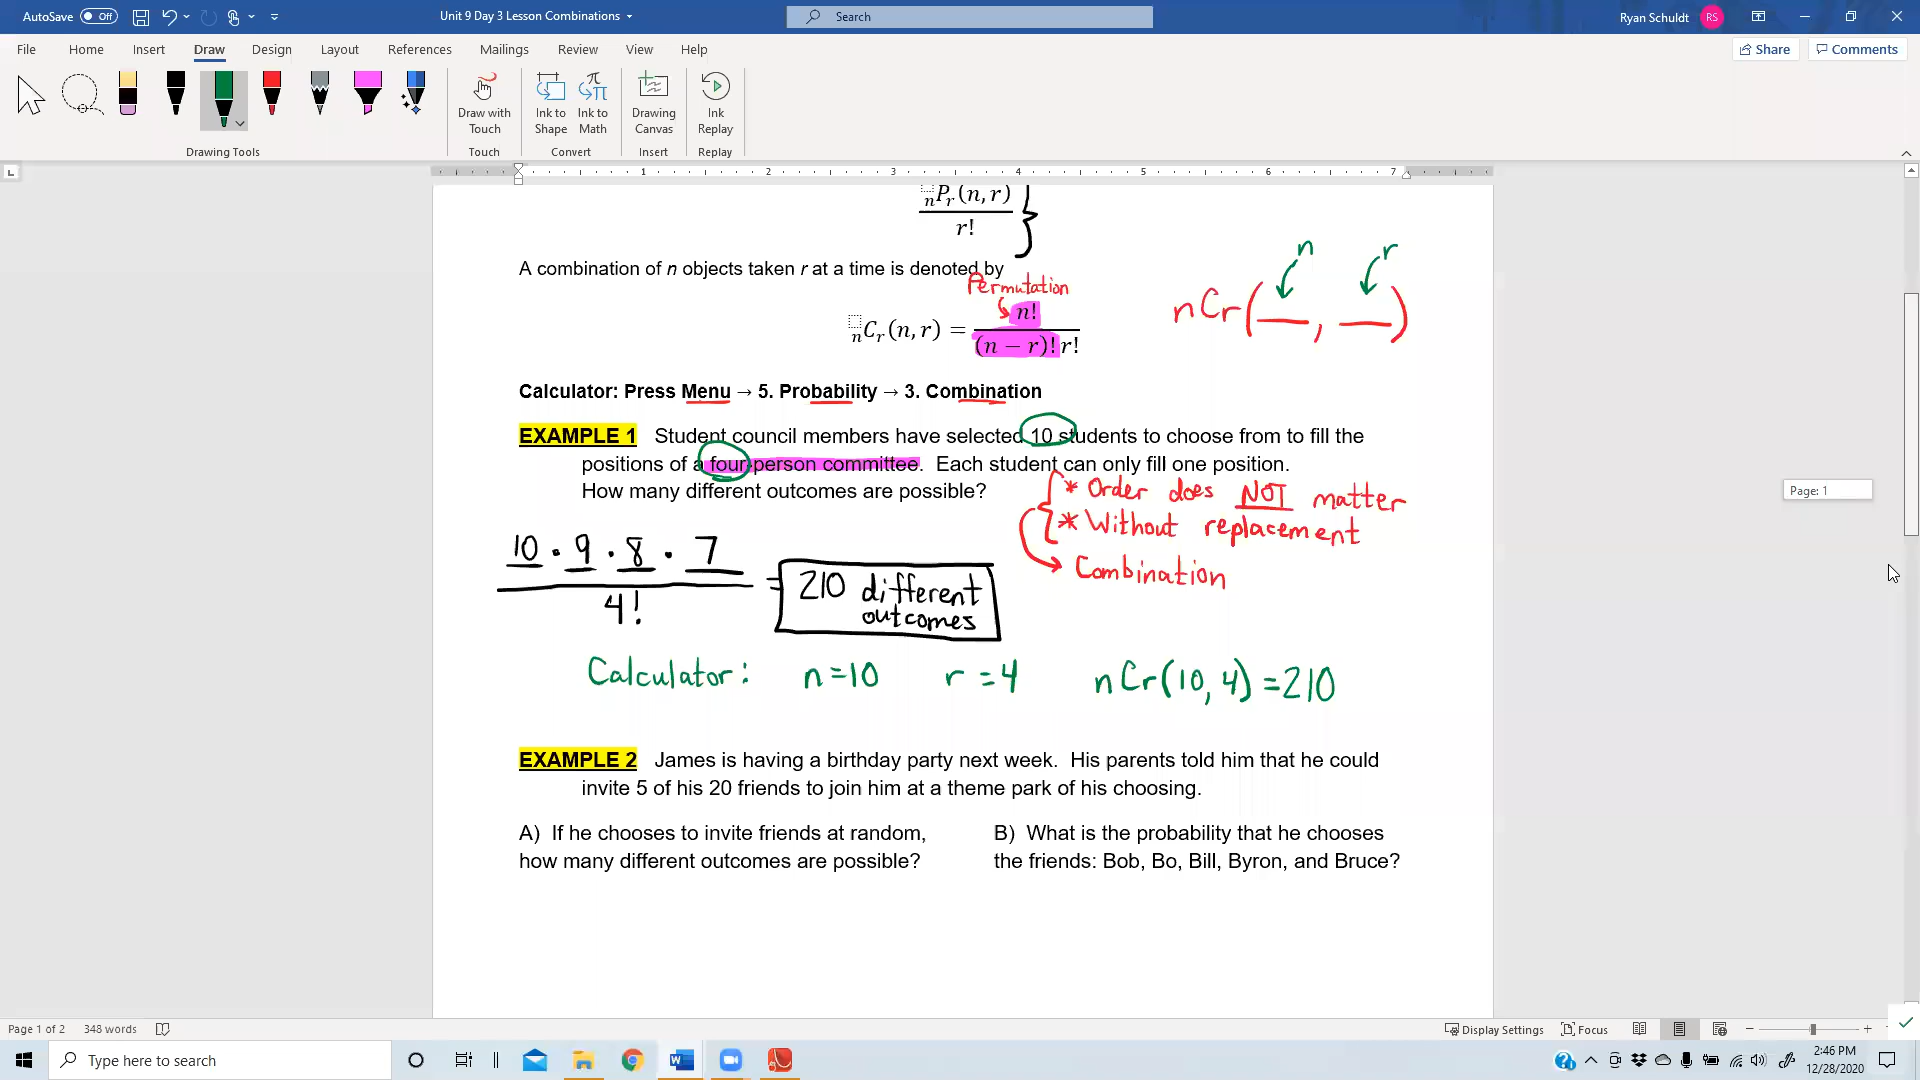 AutoSave Off
Unit 9 Day 3 Lesson Combinations
Search
Ryan Schuldt RS
File Home Insert Draw Design Layout References Mailings Review View Help
Share Comments
Draw with Touch
Ink to Shape
Ink to Math
Drawing Canvas
Ink Replay
Drawing Tools Touch Convert Insert Replay
1 2 3 4 5 6 7
nPr(n, r)
r!
A combination of n objects taken r at a time is denoted by
Permutation
nCr(n, r) = n! / (n − r)! r!
n r
nCr(__, __)
Calculator: Press Menu → 5. Probability → 3. Combination
EXAMPLE 1 Student council members have selected 10 students to choose from to fill the
positions of a four-person committee. Each student can only fill one position.
How many different outcomes are possible?
* Order does NOT matter
* Without replacement
Combination
10 · 9 · 8 · 7
4!
= 210 different
outcomes
Calculator: n=10 r=4 nCr(10,4)=210
EXAMPLE 2 James is having a birthday party next week. His parents told him that he could
invite 5 of his 20 friends to join him at a theme park of his choosing.
A) If he chooses to invite friends at random,
how many different outcomes are possible?
B) What is the probability that he chooses
the friends: Bob, Bo, Bill, Byron, and Bruce?
Page: 1
Page 1 of 2 348 words
Display Settings Focus
Type here to search
2:46 PM
12/28/2020